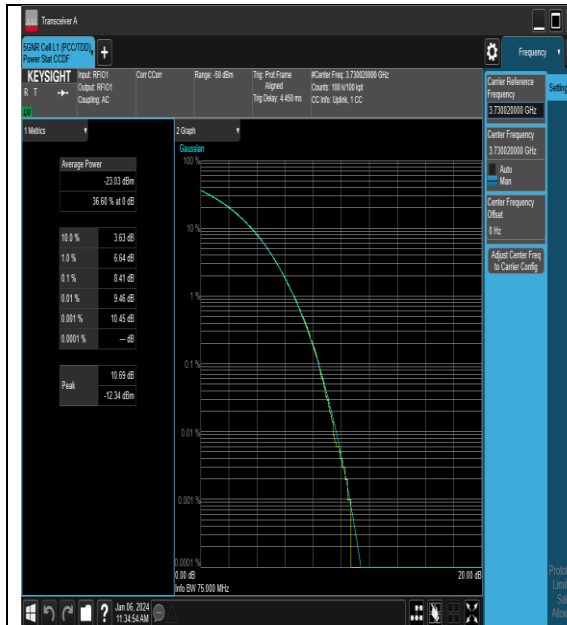 Transceiver A
5GNR Cell L1 (PCC/TDD),
Power Stat CCDF
+
Frequency
KEYSIGHT
R T
LV
Input: RFIO1
Output: RFIO1
Coupling: AC
Corr CCorr
Range: -50 dBm
Trig: Prot Frame
Aligned
Trig Delay: 4.450 ms
#Center Freq: 3.730020000 GHz
Counts: 100 k/100 kpt
CC Info: Uplink, 1 CC
Carrier Reference
Frequency
3.730020000 GHz
Setting
Center Frequency
3.730020000 GHz
Auto
Man
Center Frequency
Offset
0 Hz
Adjust Center Freq
to Carrier Config
1 Metrics
Average Power
-23.03 dBm
36.60 % at 0 dB
10.0 % 3.63 dB
1.0 % 6.64 dB
0.1 % 8.41 dB
0.01 % 9.46 dB
0.001 % 10.45 dB
0.0001 % --- dB
Peak
10.69 dB
-12.34 dBm
2 Graph
Gaussian
100 %
10 %
1 %
0.1 %
0.01 %
0.001 %
0.0001 %
0.00 dB
20.00 dB
Info BW 75.000 MHz
Proto
Limit
Allow
?
Jan 06, 2024
11:34:54 AM